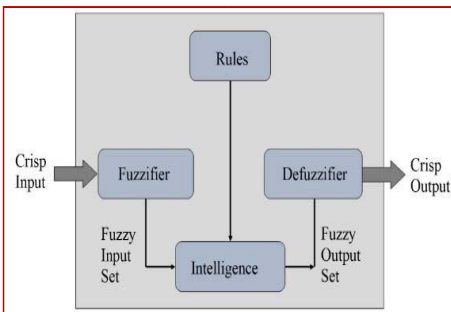 Rules
Crisp
Input
Fuzzifier
Defuzzifier
Crisp
Output
Fuzzy
Input
Set
Intelligence
Fuzzy
Output
Set